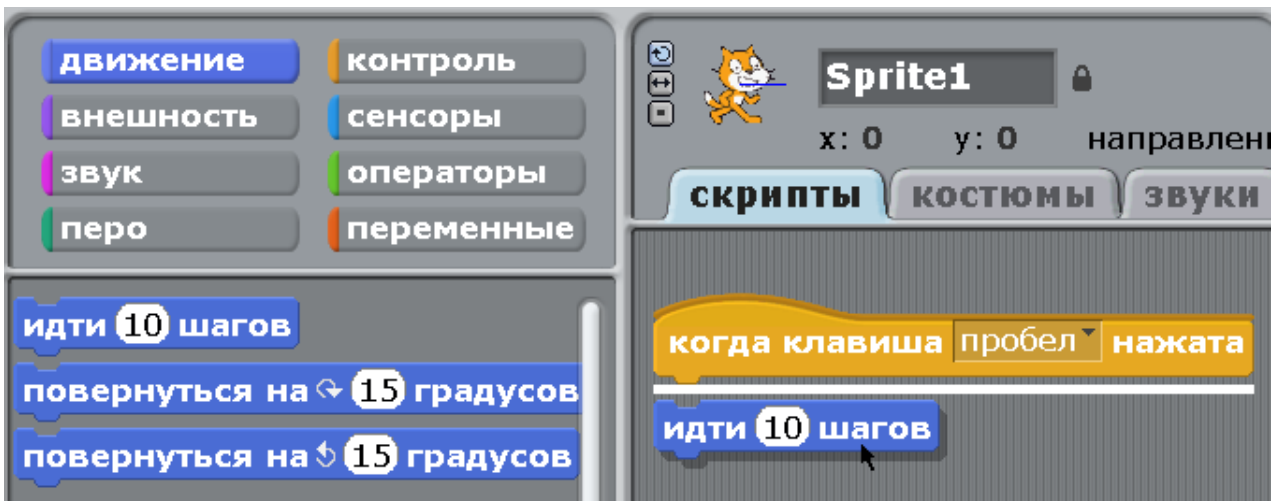 движение
контроль
внешность
сенсоры
звук
операторы
перо
переменные
идти 10 шагов
повернуться на 15 градусов
повернуться на 15 градусов
Sprite1
x: 0 y: 0 направлени
скрипты
костюмы
звуки
когда клавиша пробел нажата
идти 10 шагов